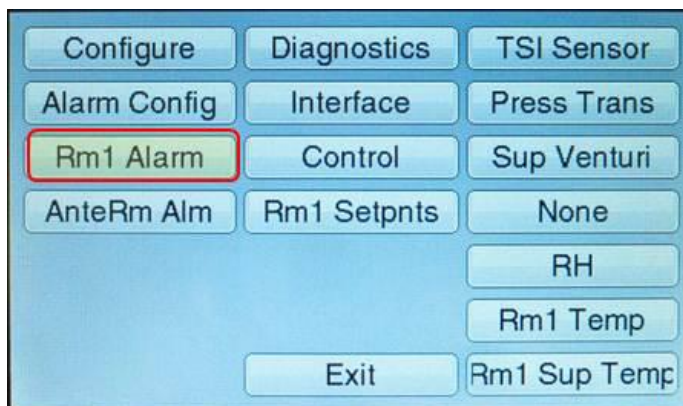 Configure
Diagnostics
TSI Sensor
Alarm Config
Interface
Press Trans
Rm1 Alarm
Control
Sup Venturi
AnteRm Alm
Rm1 Setpnts
None
RH
Rm1 Temp
Exit
Rm1 Sup Temp